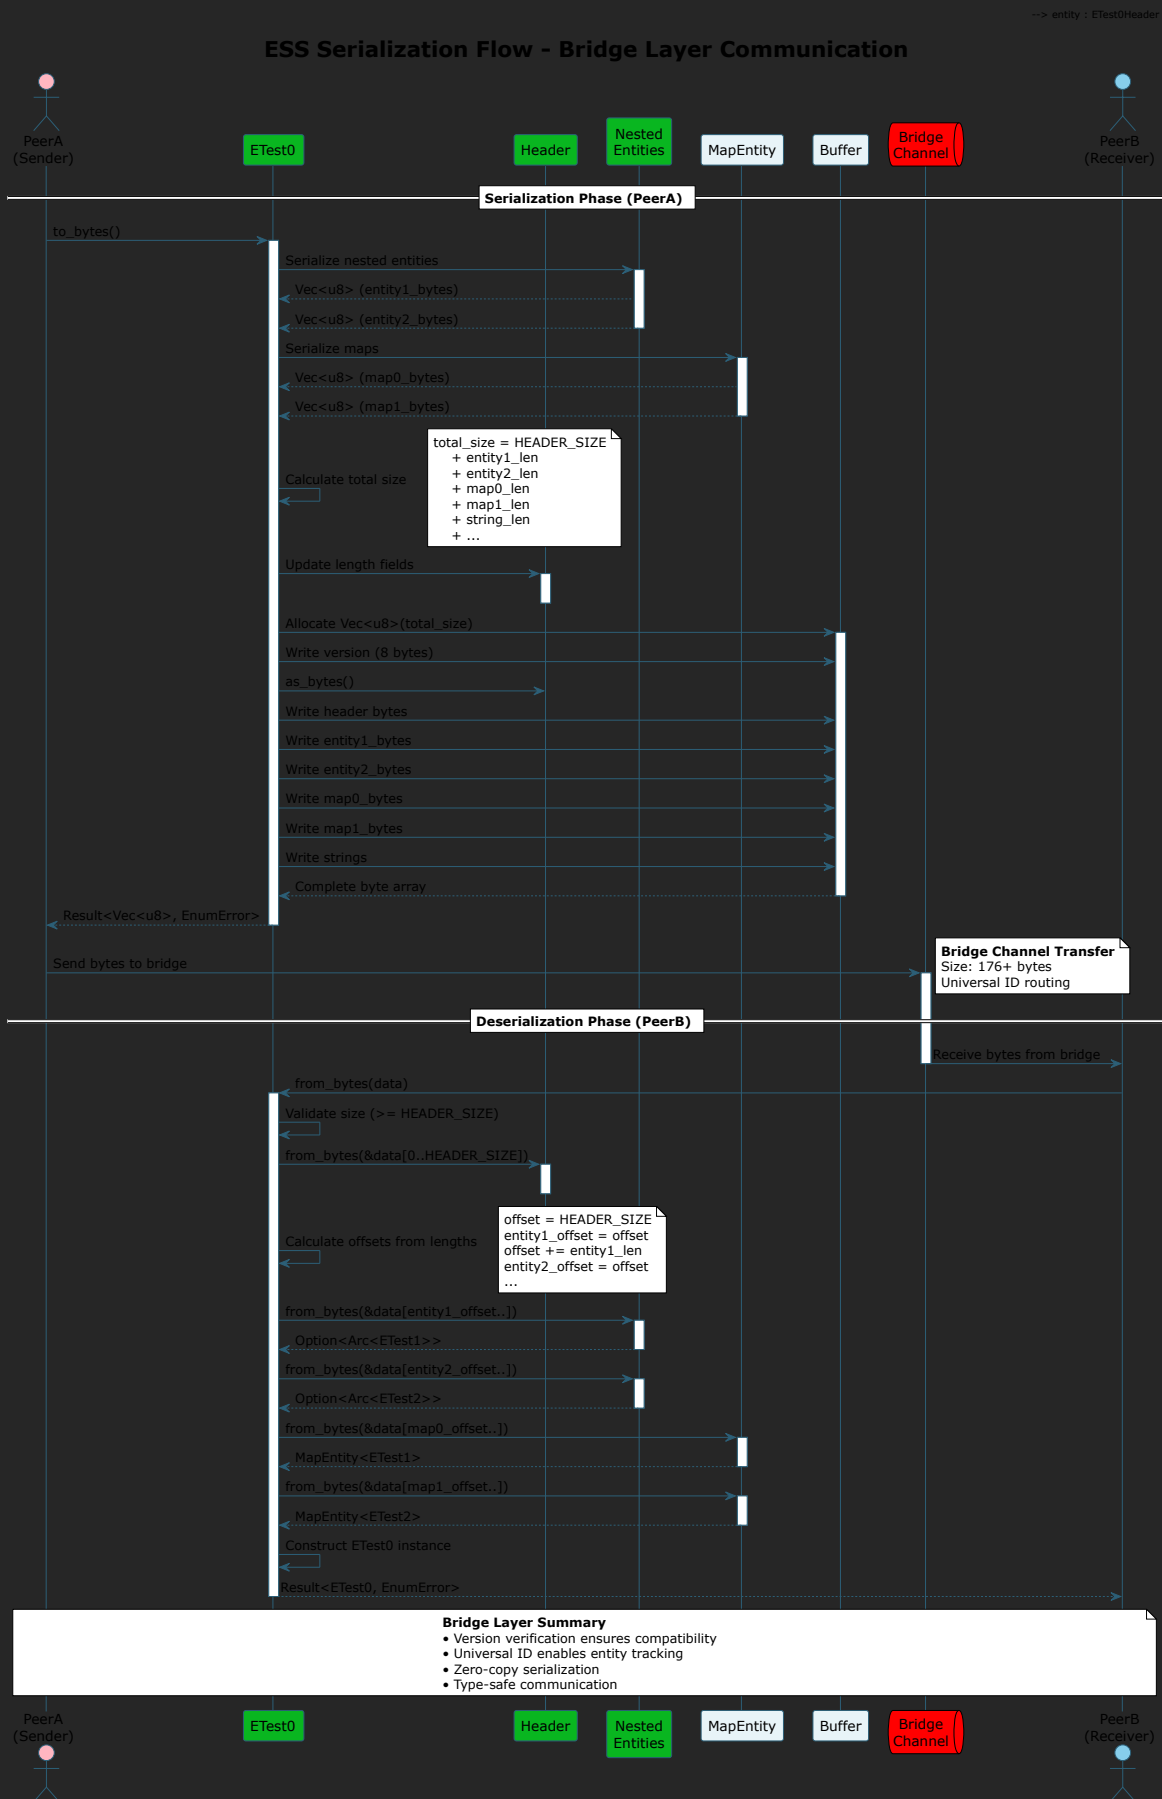 --> entity : ETest0Header
ESS Serialization Flow - Bridge Layer Communication
PeerA
(Sender)
ETest0
Header
Nested
Entities
MapEntity
Buffer
Bridge
Channel
PeerB
(Receiver)
Serialization Phase (PeerA)
to_bytes()
Serialize nested entities
Vec<u8> (entity1_bytes)
Vec<u8> (entity2_bytes)
Serialize maps
Vec<u8> (map0_bytes)
Vec<u8> (map1_bytes)
Calculate total size
total_size = HEADER_SIZE
+ entity1_len
+ entity2_len
+ map0_len
+ map1_len
+ string_len
+ ...
Update length fields
Allocate Vec<u8>(total_size)
Write version (8 bytes)
as_bytes()
Write header bytes
Write entity1_bytes
Write entity2_bytes
Write map0_bytes
Write map1_bytes
Write strings
Complete byte array
Result<Vec<u8>, EnumError>
Send bytes to bridge
Bridge Channel Transfer
Size: 176+ bytes
Universal ID routing
Deserialization Phase (PeerB)
Receive bytes from bridge
from_bytes(data)
Validate size (>= HEADER_SIZE)
from_bytes(&data[0..HEADER_SIZE])
Calculate offsets from lengths
offset = HEADER_SIZE
entity1_offset = offset
offset += entity1_len
entity2_offset = offset
...
from_bytes(&data[entity1_offset..])
Option<Arc<ETest1>>
from_bytes(&data[entity2_offset..])
Option<Arc<ETest2>>
from_bytes(&data[map0_offset..])
MapEntity<ETest1>
from_bytes(&data[map1_offset..])
MapEntity<ETest2>
Construct ETest0 instance
Result<ETest0, EnumError>
Bridge Layer Summary
• Version verification ensures compatibility
• Universal ID enables entity tracking
• Zero-copy serialization
• Type-safe communication
PeerA
(Sender)
ETest0
Header
Nested
Entities
MapEntity
Buffer
Bridge
Channel
PeerB
(Receiver)